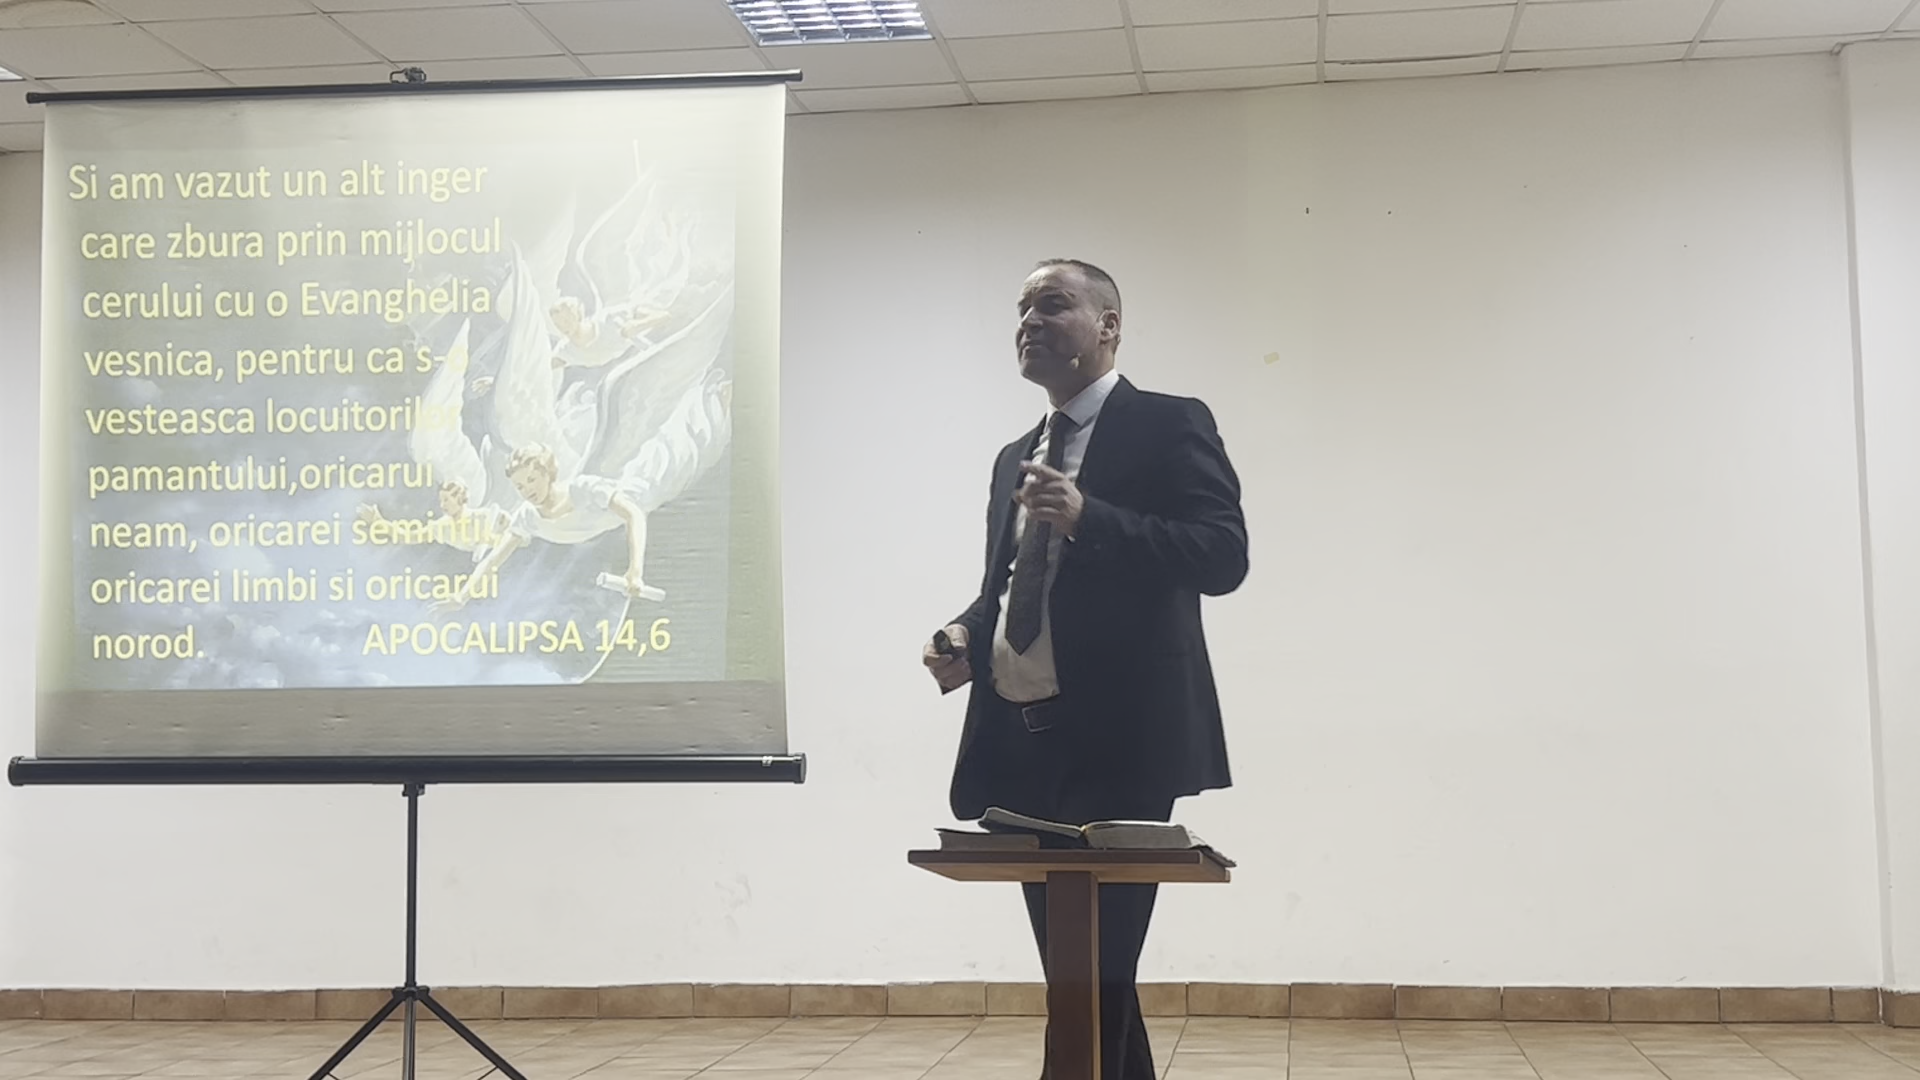 Si am vazut un alt inger
care zbura prin mijlocul
cerului cu o Evanghelia
vesnica, pentru ca s-o
vesteasca locuitorilor
pamantului,oricarui
neam, oricarei semintii,
oricarei limbi si oricarui
norod. APOCALIPSA 14,6